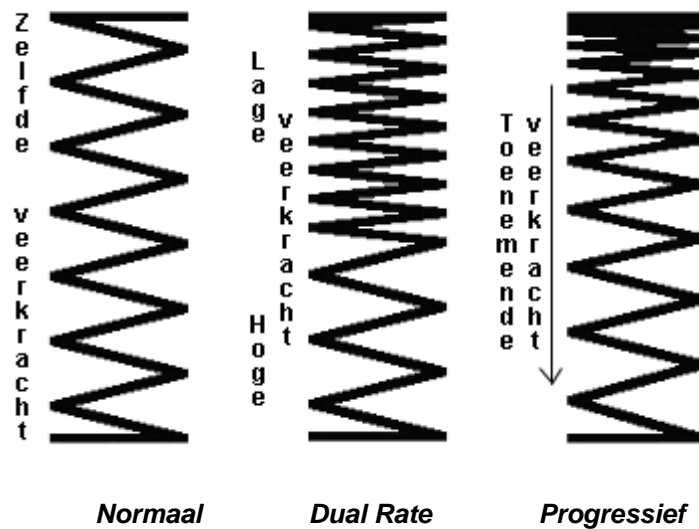 Zelfde veerkracht
Lage
Hoge
veerkracht
Toenemende
veerkracht
Normaal
Dual Rate
Progressief